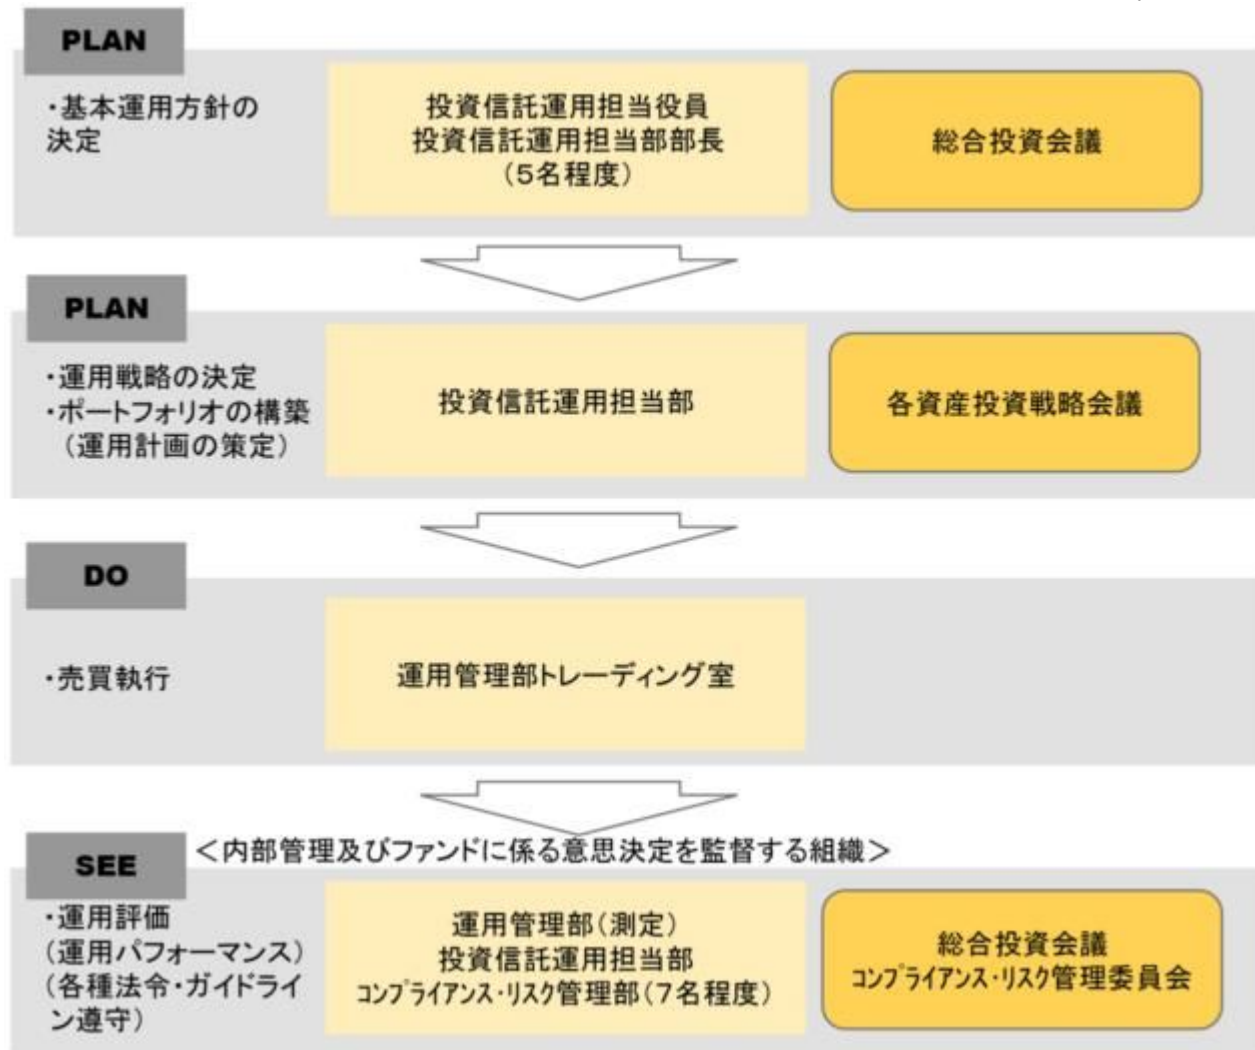 PLAN
・基本運用方針の
決定
投資信託運用担当役員
投資信託運用担当部部長
(5名程度)
総合投資会議
PLAN
・運用戦略の決定
・ポートフォリオの構築
(運用計画の策定)
投資信託運用担当部
各資産投資戦略会議
DO
・売買執行
運用管理部トレーディング室
SEE
<内部管理及びファンドに係る意思決定を監督する組織>
・運用評価
(運用パフォーマンス)
(各種法令・ガイドライ
ン遵守)
運用管理部(測定)
投資信託運用担当部
コンプライアンス・リスク管理部(7名程度)
総合投資会議
コンプライアンス・リスク管理委員会